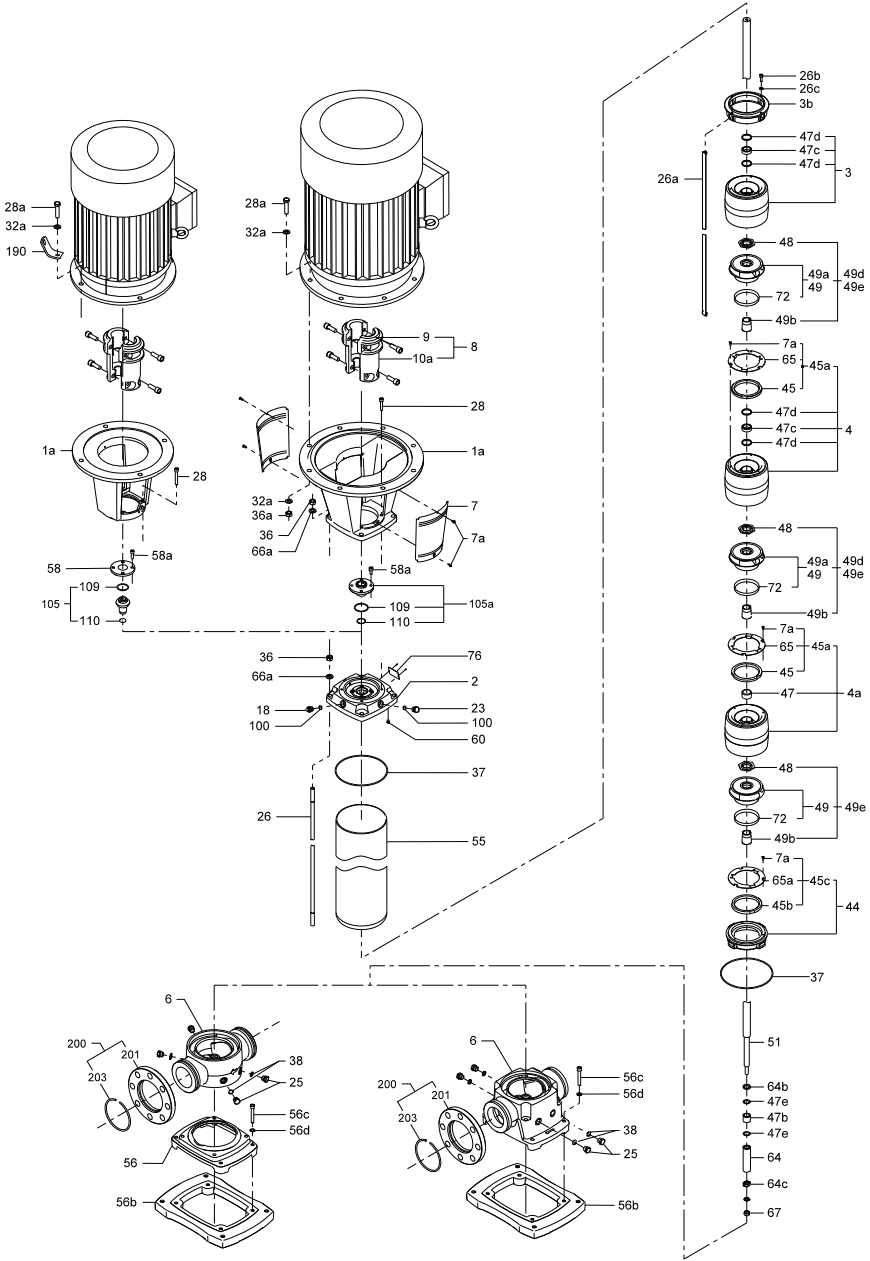 28a
32a
190
1a
28
58a
58
109
105
110
28a
32a
9
8
10a
28
1a
7
7a
32a
36a
36
66a
58a
109
105a
110
36
66a
76
2
18
23
100
100
60
37
26
55
26b
26c
3b
26a
47d
47c
47d
3
48
49a
49
49d
49e
72
49b
7a
65
45a
45
47d
47c
47d
4
48
49a
49
49d
49e
72
49b
7a
65
45a
45
47
4a
48
72
49
49e
49b
7a
65a
45c
45b
44
37
51
64b
47e
47b
47e
64
64c
67
6
200
201
203
38
25
56c
56d
56
56b
6
200
201
203
56c
56d
38
25
56b